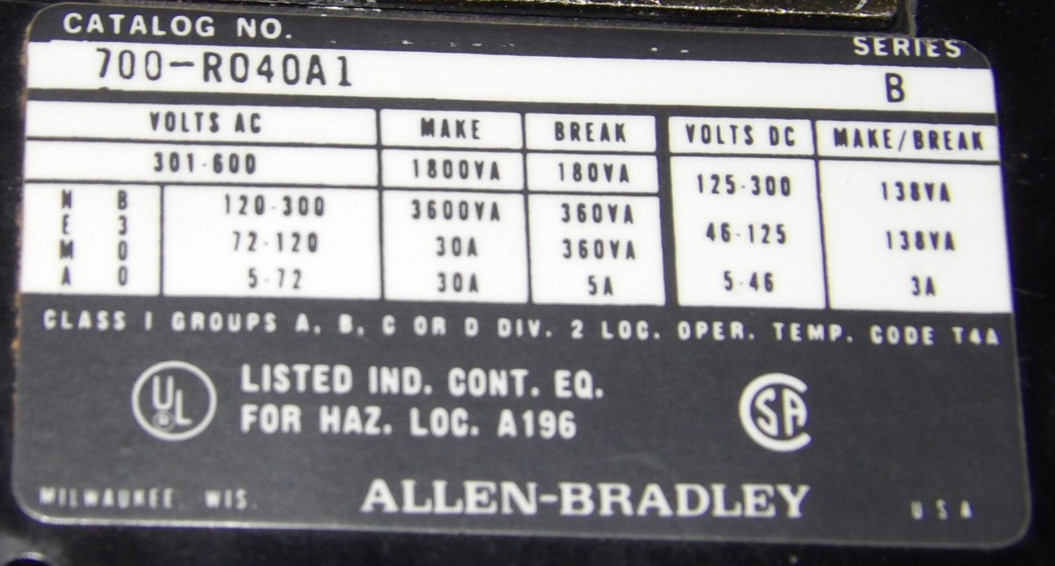 CATALOG NO. SERIES
700-R040A1 B
VOLTS AC MAKE BREAK VOLTS DC MAKE/BREAK
301-600 1800VA 180VA 125-300 138VA
NEMA B300 120-300 3600VA 360VA 46-125 138VA
72-120 30A 360VA 5-46 3A
5-72 30A 5A
CLASS I GROUPS A, B, C OR D DIV. 2 LOC. OPER. TEMP. CODE T4A
UL LISTED IND. CONT. EQ.
FOR HAZ. LOC. A196
SA
MILWAUKEE, WIS. ALLEN-BRADLEY USA